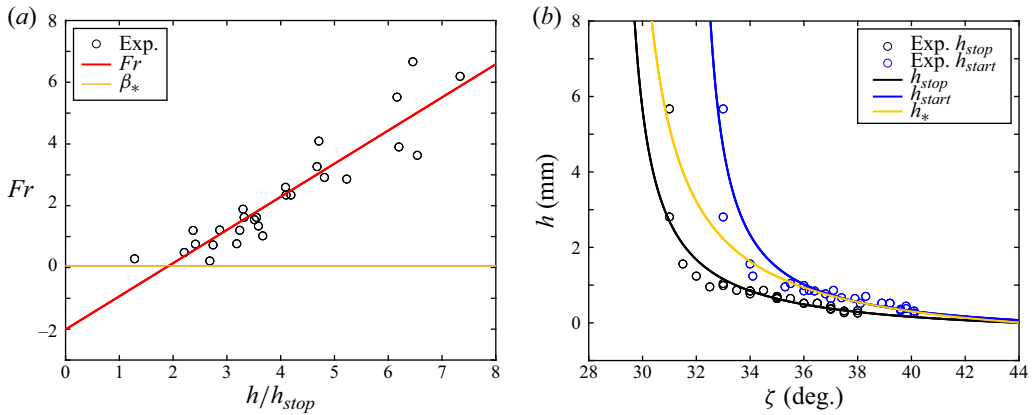 (a)
8
6
4
2
0
−2
Fr
Exp.
Fr
β*
0 1 2 3 4 5 6 7 8
h/hstop
(b)
8
6
4
2
0
h (mm)
Exp. hstop
Exp. hstart
hstop
hstart
h*
28 30 32 34 36 38 40 42 44
ζ (deg.)